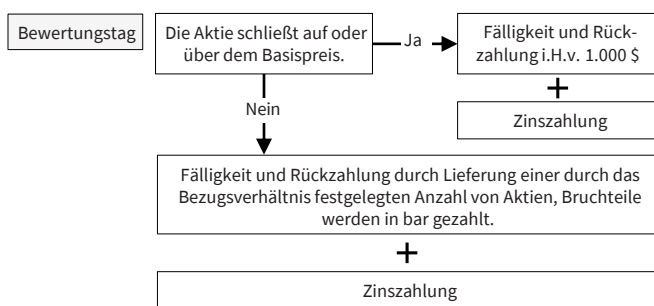 Bewertungstag
Die Aktie schließt auf oder
über dem Basispreis.
Ja
Fälligkeit und Rück-
zahlung i.H.v. 1.000 $
+
Zinszahlung
Nein
Fälligkeit und Rückzahlung durch Lieferung einer durch das
Bezugsverhältnis festgelegten Anzahl von Aktien, Bruchteile
werden in bar gezahlt.
+
Zinszahlung